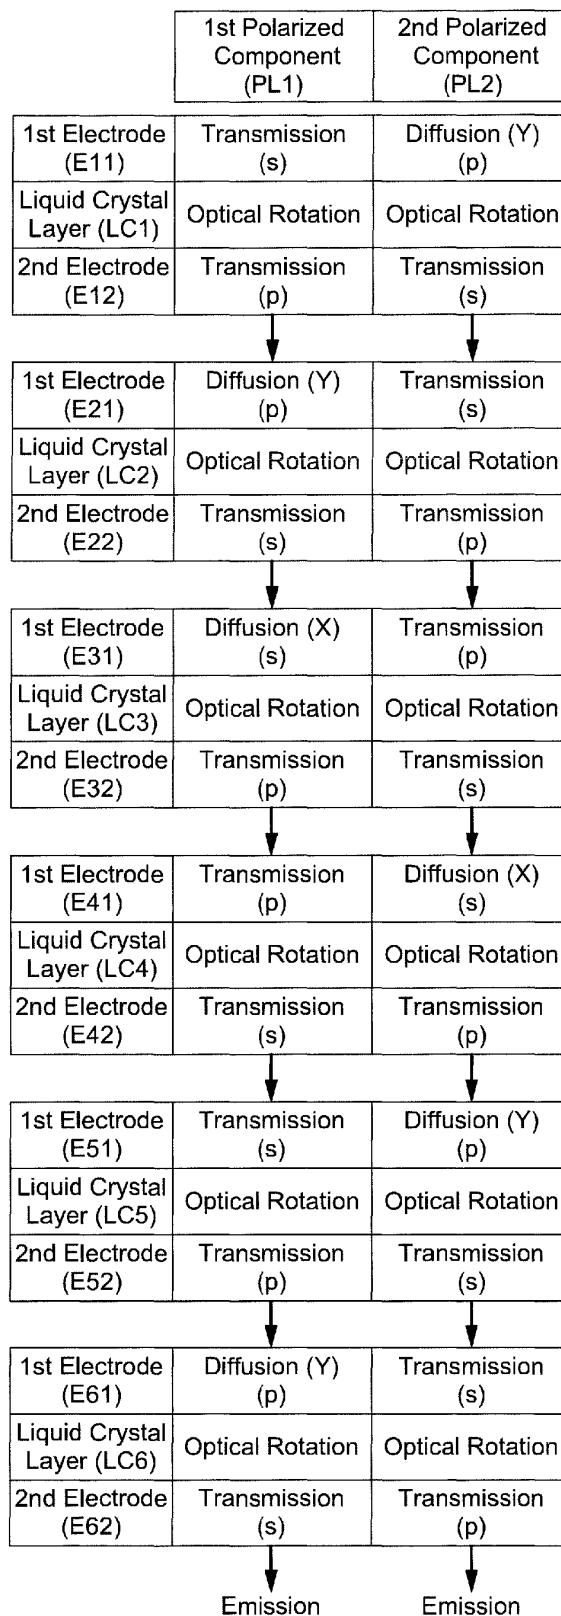 1st Polarized
Component
(PL1)
2nd Polarized
Component
(PL2)
1st Electrode
(E11)
Transmission
(s)
Diffusion (Y)
(p)
Liquid Crystal
Layer (LC1)
Optical Rotation
Optical Rotation
2nd Electrode
(E12)
Transmission
(p)
Transmission
(s)
1st Electrode
(E21)
Diffusion (Y)
(p)
Transmission
(s)
Liquid Crystal
Layer (LC2)
Optical Rotation
Optical Rotation
2nd Electrode
(E22)
Transmission
(s)
Transmission
(p)
1st Electrode
(E31)
Diffusion (X)
(s)
Transmission
(p)
Liquid Crystal
Layer (LC3)
Optical Rotation
Optical Rotation
2nd Electrode
(E32)
Transmission
(p)
Transmission
(s)
1st Electrode
(E41)
Transmission
(p)
Diffusion (X)
(s)
Liquid Crystal
Layer (LC4)
Optical Rotation
Optical Rotation
2nd Electrode
(E42)
Transmission
(s)
Transmission
(p)
1st Electrode
(E51)
Transmission
(s)
Diffusion (Y)
(p)
Liquid Crystal
Layer (LC5)
Optical Rotation
Optical Rotation
2nd Electrode
(E52)
Transmission
(p)
Transmission
(s)
1st Electrode
(E61)
Diffusion (Y)
(p)
Transmission
(s)
Liquid Crystal
Layer (LC6)
Optical Rotation
Optical Rotation
2nd Electrode
(E62)
Transmission
(s)
Transmission
(p)
Emission
Emission